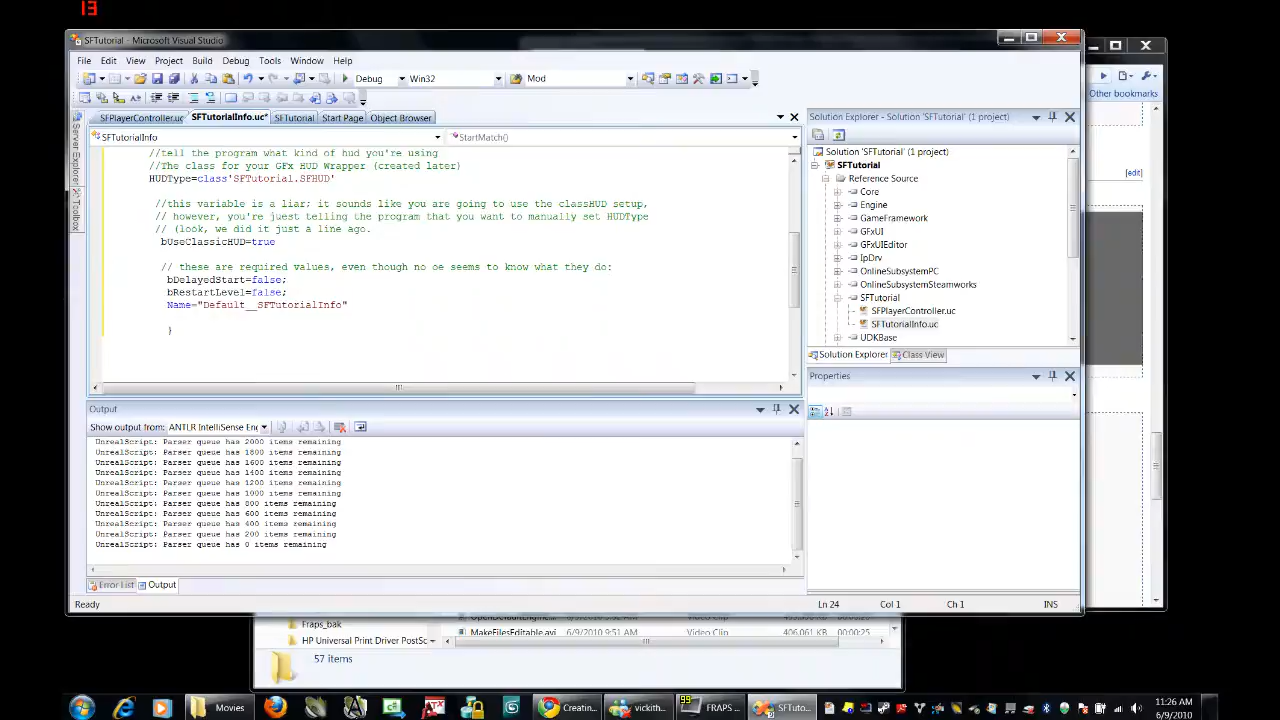 13
SFTutorial - Microsoft Visual Studio
File Edit View Project Build Debug Tools Window Help
Debug Win32 Mod
Other bookmarks
SFPlayerController.uc SFTutorialInfo.uc* SFTutorial Start Page Object Browser
SFTutorialInfo StartMatch()
Server Explorer
Toolbox
//tell the program what kind of hud you're using
//The class for your GFx HUD Wrapper (created later)
HUDType=class'SFTutorial.SFHUD'
//this variable is a liar: it sounds like you are going to use the classHUD setup,
// however, you're juest telling the program that you want to manually set HUDType
// (look, we did it just a line ago.
bUseClassicHUD=true
// these are required values, even though no oe seems to know what they do:
bDelayedStart=false;
bRestartLevel=false;
Name="Default__SFTutorialInfo"
}
Solution Explorer - Solution 'SFTutorial' (1 project)
Solution 'SFTutorial' (1 project)
SFTutorial
Reference Source
Core
Engine
GameFramework
GFxUI
GFxUIEditor
IpDrv
OnlineSubsystemPC
OnlineSubsystemSteamworks
SFTutorial
SFPlayerController.uc
SFTutorialInfo.uc
UDKBase
Solution Explorer Class View
[edit]
Properties
Output
Show output from: ANTLR IntelliSense Eng
UnrealScript: Parser queue has 2000 items remaining
UnrealScript: Parser queue has 1800 items remaining
UnrealScript: Parser queue has 1600 items remaining
UnrealScript: Parser queue has 1400 items remaining
UnrealScript: Parser queue has 1200 items remaining
UnrealScript: Parser queue has 1000 items remaining
UnrealScript: Parser queue has 800 items remaining
UnrealScript: Parser queue has 600 items remaining
UnrealScript: Parser queue has 400 items remaining
UnrealScript: Parser queue has 200 items remaining
UnrealScript: Parser queue has 0 items remaining
Error List Output
Ready Ln 24 Col 1 Ch 1 INS
Fraps_bak
HP Universal Print Driver PostSc
MakeFilesEditable.avi 6/9/2010 9:51 AM Video Clip 406,061 KB 00:00:25
57 items
Movies Creatin... vickith... 99 FRAPS ... SFTuto...
11:26 AM
6/9/2010